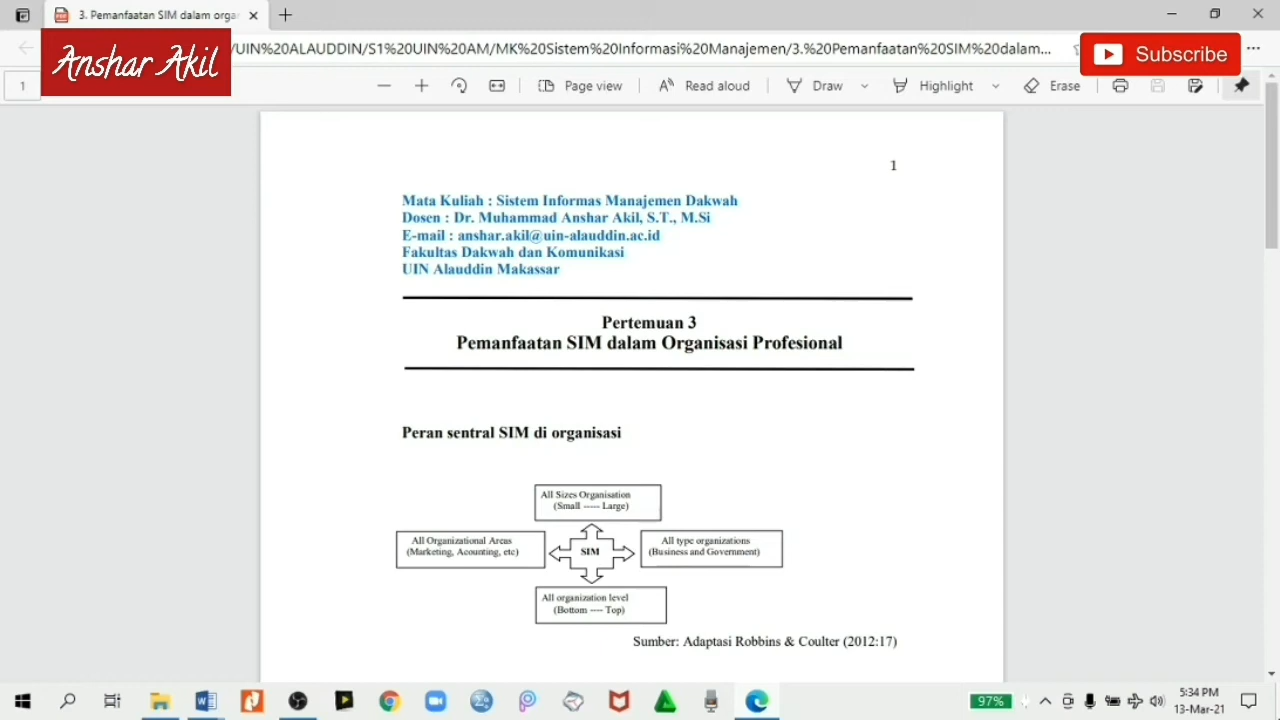 3. Pemanfaatan SIM dalam orga
Anshar Akil
/UIN%20ALAUDDIN/S1%20UIN%20AM/MK%20Sistem%20Informasi%20Manajemen/3.%20Pemanfaatan%20SIM%20dalam...
Subscribe
1
Page view
Read aloud
Draw
Highlight
Erase
1
Mata Kuliah : Sistem Informas Manajemen Dakwah
Dosen : Dr. Muhammad Anshar Akil, S.T., M.Si
E-mail : anshar.akil@uin-alauddin.ac.id
Fakultas Dakwah dan Komunikasi
UIN Alauddin Makassar
Pertemuan 3
Pemanfaatan SIM dalam Organisasi Profesional
Peran sentral SIM di organisasi
All Sizes Organisation
(Small ----- Large)
All Organizational Areas
(Marketing, Acounting, etc)
SIM
All type organizations
(Business and Government)
All organization level
(Bottom ---- Top)
Sumber: Adaptasi Robbins & Coulter (2012:17)
97%
5:34 PM
13-Mar-21